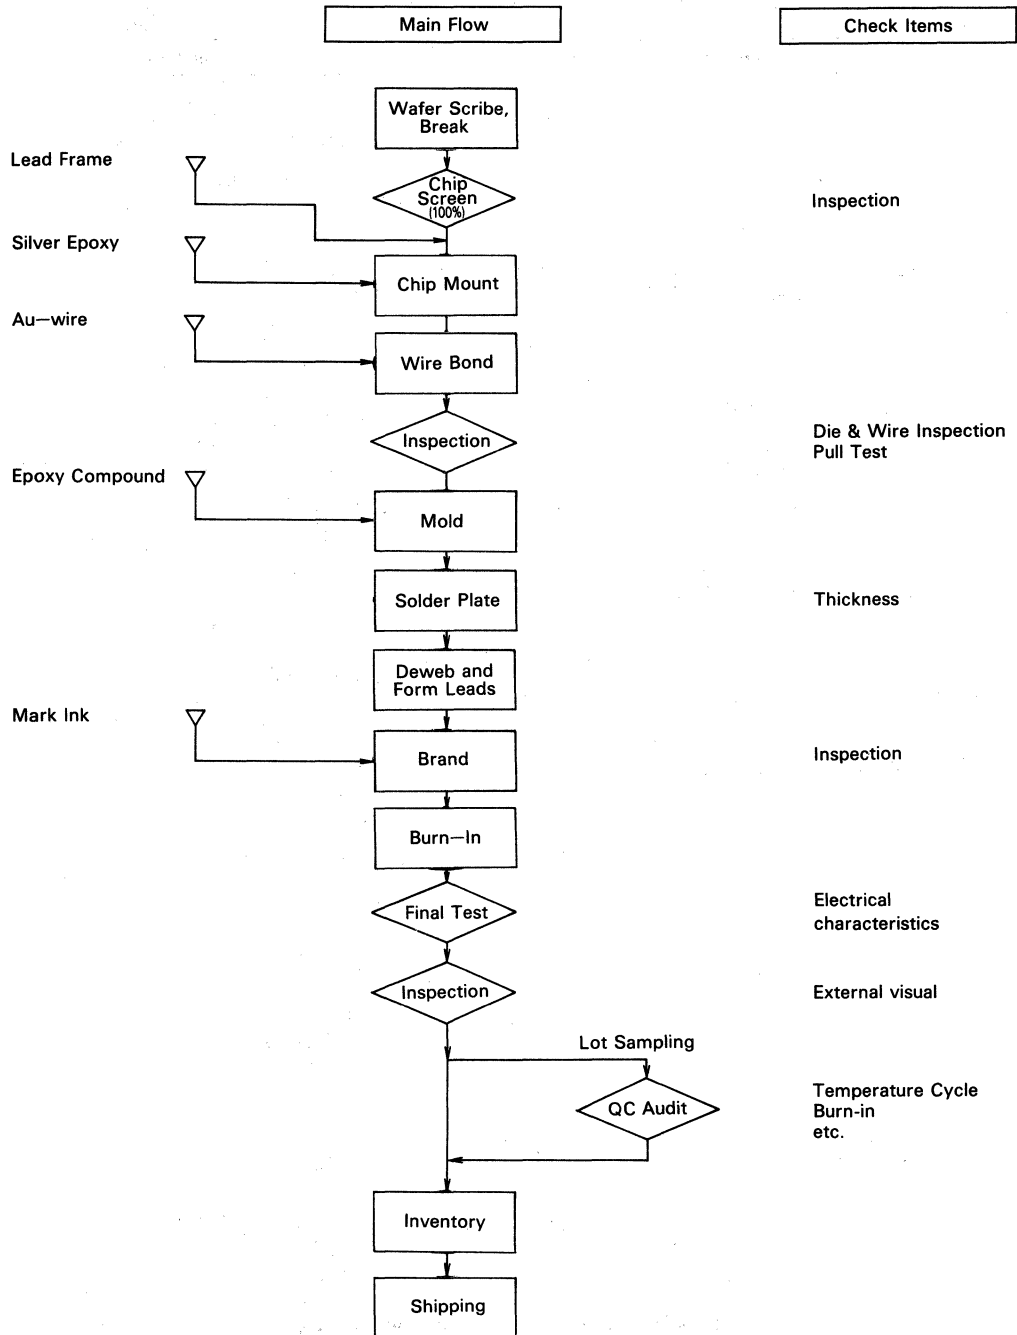 Main Flow
Check Items
Wafer Scribe,
Break
Lead Frame
Chip
Screen
(100%)
Inspection
Silver Epoxy
Chip Mount
Au—wire
Wire Bond
Inspection
Die & Wire Inspection
Pull Test
Epoxy Compound
Mold
Solder Plate
Thickness
Deweb and
Form Leads
Mark Ink
Brand
Inspection
Burn—In
Final Test
Electrical
characteristics
Inspection
External visual
Lot Sampling
QC Audit
Temperature Cycle
Burn-in
etc.
Inventory
Shipping